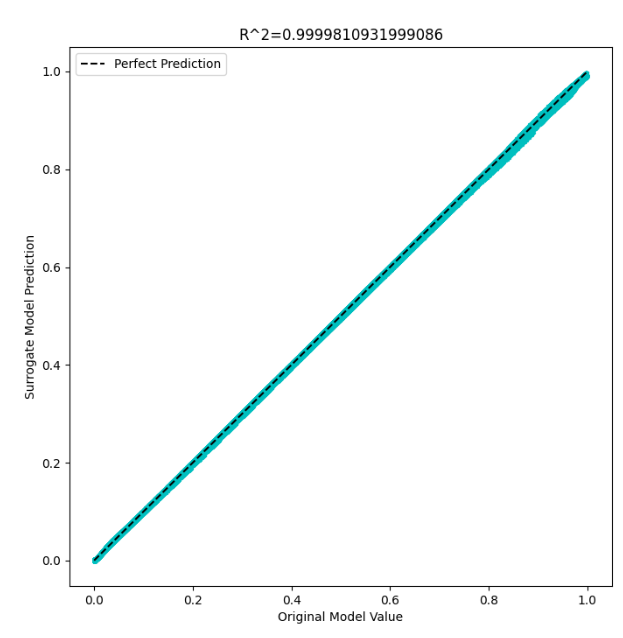 R^2=0.9999810931999086
Perfect Prediction
1.0
0.8
0.6
0.4
0.2
0.0
Surrogate Model Prediction
0.0 0.2 0.4 0.6 0.8 1.0
Original Model Value